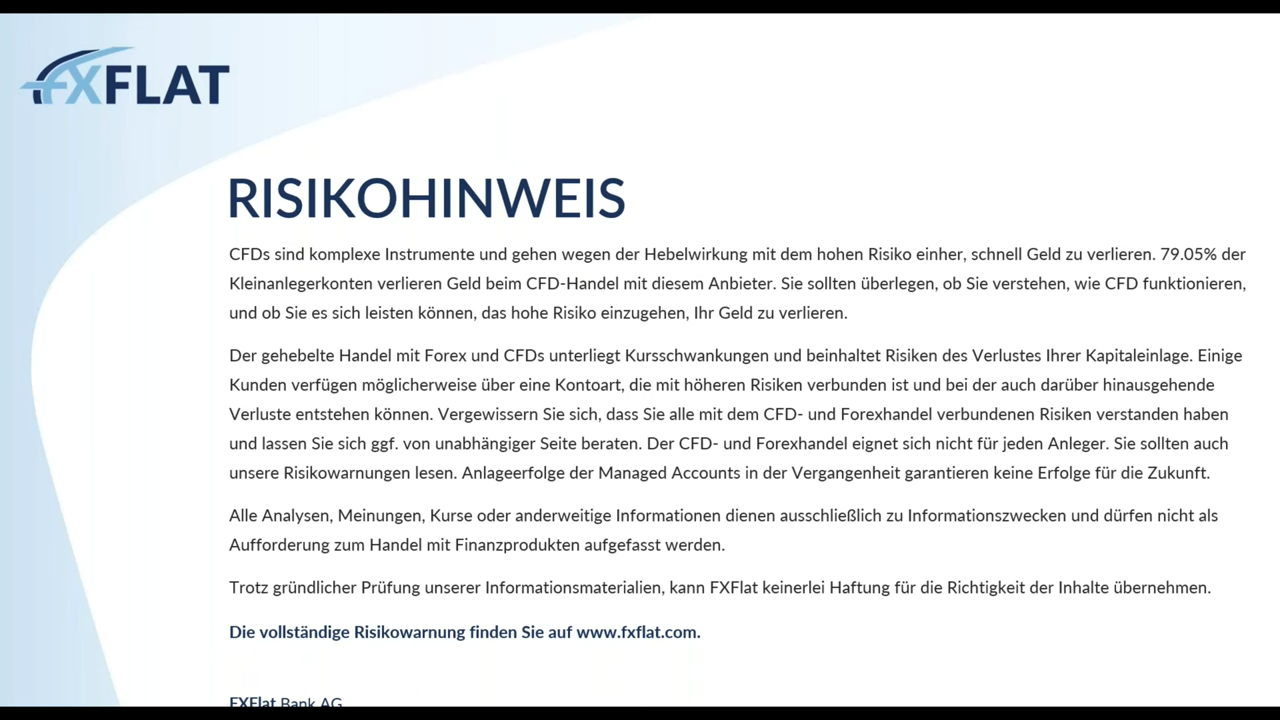 FXFLAT
RISIKOHINWEIS
CFDs sind komplexe Instrumente und gehen wegen der Hebelwirkung mit dem hohen Risiko einher, schnell Geld zu verlieren. 79.05% der
Kleinanlegerkonten verlieren Geld beim CFD-Handel mit diesem Anbieter. Sie sollten überlegen, ob Sie verstehen, wie CFD funktionieren,
und ob Sie es sich leisten können, das hohe Risiko einzugehen, Ihr Geld zu verlieren.
Der gehebelte Handel mit Forex und CFDs unterliegt Kursschwankungen und beinhaltet Risiken des Verlustes Ihrer Kapitaleinlage. Einige
Kunden verfügen möglicherweise über eine Kontoart, die mit höheren Risiken verbunden ist und bei der auch darüber hinausgehende
Verluste entstehen können. Vergewissern Sie sich, dass Sie alle mit dem CFD- und Forexhandel verbundenen Risiken verstanden haben
und lassen Sie sich ggf. von unabhängiger Seite beraten. Der CFD- und Forexhandel eignet sich nicht für jeden Anleger. Sie sollten auch
unsere Risikowarnungen lesen. Anlageerfolge der Managed Accounts in der Vergangenheit garantieren keine Erfolge für die Zukunft.
Alle Analysen, Meinungen, Kurse oder anderweitige Informationen dienen ausschließlich zu Informationszwecken und dürfen nicht als
Aufforderung zum Handel mit Finanzprodukten aufgefasst werden.
Trotz gründlicher Prüfung unserer Informationsmaterialien, kann FXFlat keinerlei Haftung für die Richtigkeit der Inhalte übernehmen.
Die vollständige Risikowarnung finden Sie auf www.fxflat.com.
FXFlat Bank AG